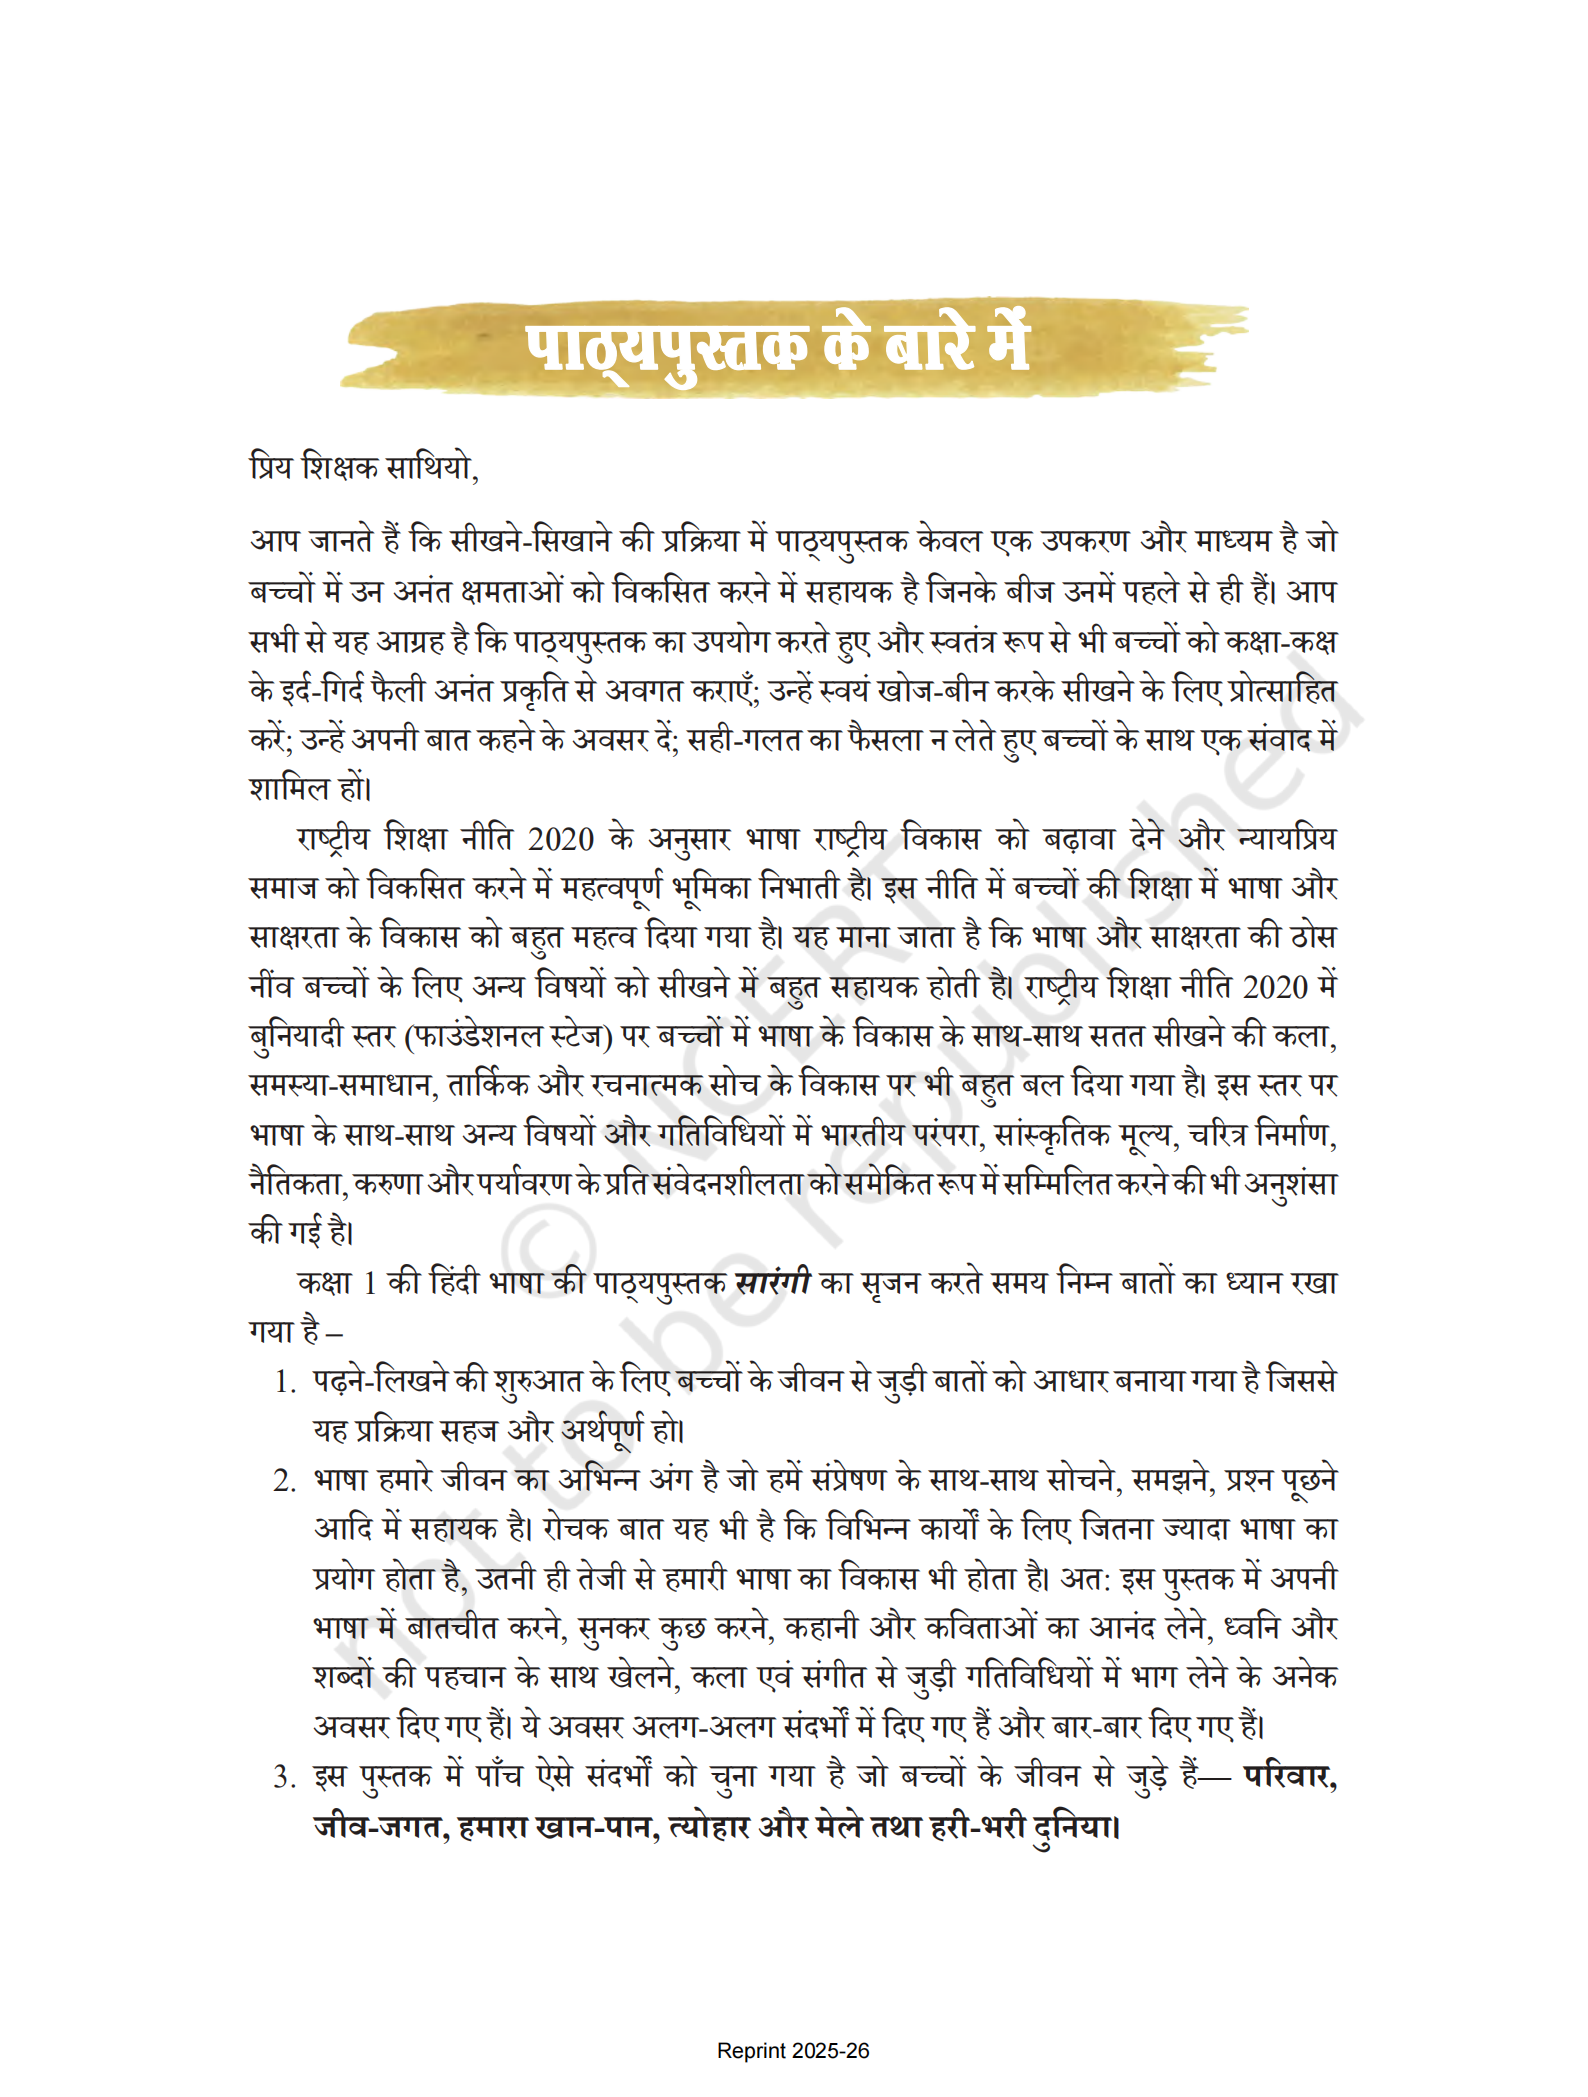 पाठ्यपुस्तक के बारे में
प्रिय शिक्षक साथियो,
आप जानते हैं कि सीखने-सिखाने की प्रक्रिया में पाठ्यपुस्तक केवल एक उपकरण और माध्यम है जो
बच्चों में उन अनंत क्षमताओं को विकसित करने में सहायक है जिनके बीज उनमें पहले से ही हैं। आप
सभी से यह आग्रह है कि पाठ्यपुस्तक का उपयोग करते हुए और स्वतंत्र रूप से भी बच्चों को कक्षा-कक्ष
के इर्द-गिर्द फैली अनंत प्रकृति से अवगत कराएँ; उन्हें स्वयं खोज-बीन करके सीखने के लिए प्रोत्साहित
करें; उन्हें अपनी बात कहने के अवसर दें; सही-गलत का फैसला न लेते हुए बच्चों के साथ एक संवाद में
शामिल हों।
राष्ट्रीय शिक्षा नीति 2020 के अनुसार भाषा राष्ट्रीय विकास को बढ़ावा देने और न्यायप्रिय
समाज को विकसित करने में महत्वपूर्ण भूमिका निभाती है। इस नीति में बच्चों की शिक्षा में भाषा और
साक्षरता के विकास को बहुत महत्व दिया गया है। यह माना जाता है कि भाषा और साक्षरता की ठोस
नींव बच्चों के लिए अन्य विषयों को सीखने में बहुत सहायक होती है। राष्ट्रीय शिक्षा नीति 2020 में
बुनियादी स्तर (फाउंडेशनल स्टेज) पर बच्चों में भाषा के विकास के साथ-साथ सतत सीखने की कला,
समस्या-समाधान, तार्किक और रचनात्मक सोच के विकास पर भी बहुत बल दिया गया है। इस स्तर पर
भाषा के साथ-साथ अन्य विषयों और गतिविधियों में भारतीय परंपरा, सांस्कृतिक मूल्य, चरित्र निर्माण,
नैतिकता, करुणा और पर्यावरण के प्रति संवेदनशीलता को समेकित रूप में सम्मिलित करने की भी अनुशंसा
की गई है।
कक्षा 1 की हिंदी भाषा की पाठ्यपुस्तक सारंगी का सृजन करते समय निम्न बातों का ध्यान रखा
गया है –
1. पढ़ने-लिखने की शुरुआत के लिए बच्चों के जीवन से जुड़ी बातों को आधार बनाया गया है जिससे
यह प्रक्रिया सहज और अर्थपूर्ण हो।
2. भाषा हमारे जीवन का अभिन्न अंग है जो हमें संप्रेषण के साथ-साथ सोचने, समझने, प्रश्न पूछने
आदि में सहायक है। रोचक बात यह भी है कि विभिन्न कार्यों के लिए जितना ज्यादा भाषा का
प्रयोग होता है, उतनी ही तेजी से हमारी भाषा का विकास भी होता है। अत: इस पुस्तक में अपनी
भाषा में बातचीत करने, सुनकर कुछ करने, कहानी और कविताओं का आनंद लेने, ध्वनि और
शब्दों की पहचान के साथ खेलने, कला एवं संगीत से जुड़ी गतिविधियों में भाग लेने के अनेक
अवसर दिए गए हैं। ये अवसर अलग-अलग संदर्भों में दिए गए हैं और बार-बार दिए गए हैं।
3. इस पुस्तक में पाँच ऐसे संदर्भों को चुना गया है जो बच्चों के जीवन से जुड़े हैं— परिवार,
जीव-जगत, हमारा खान-पान, त्योहार और मेले तथा हरी-भरी दुनिया।
© NCERT
not to be republished
Reprint 2025-26